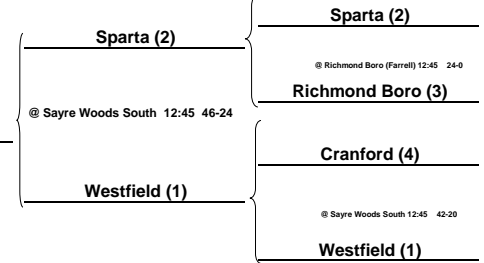 Sparta (2)
Sparta (2)
@ Richmond Boro (Farrell) 12:45 24-0
Richmond Boro (3)
@ Sayre Woods South 12:45 46-24
Cranford (4)
Westfield (1)
@ Sayre Woods South 12:45 42-20
Westfield (1)